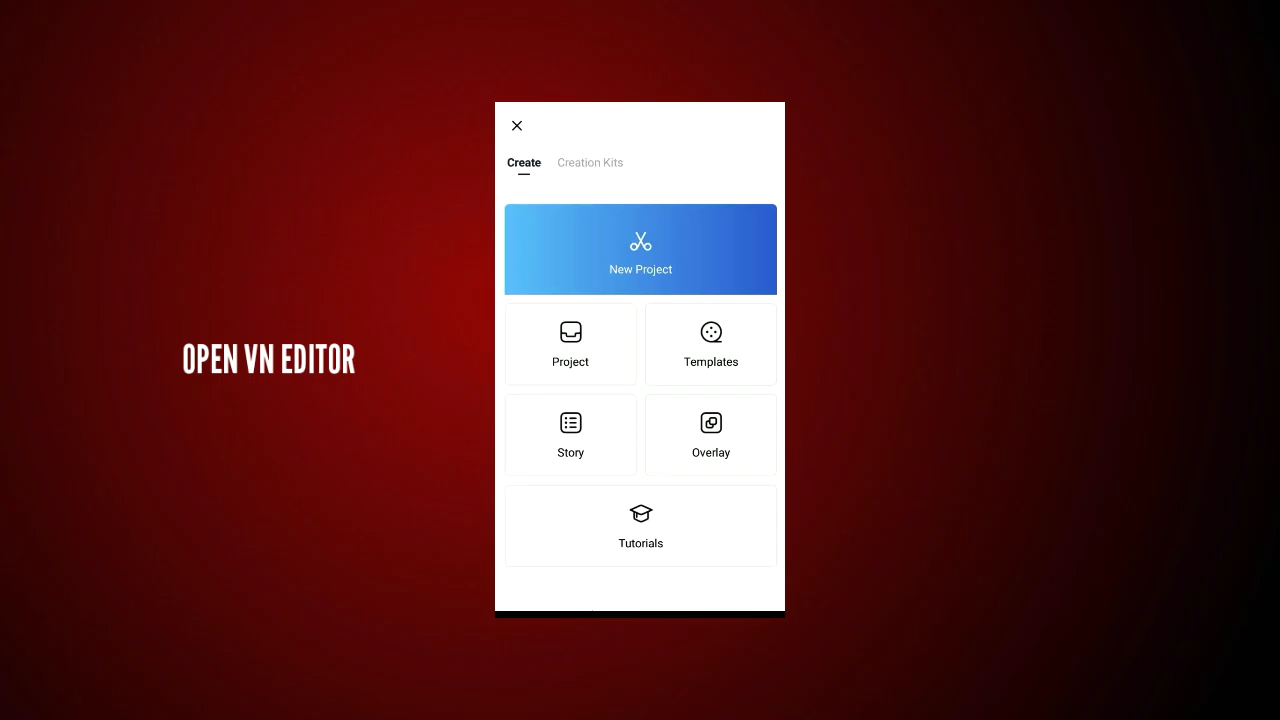 Create Creation Kits
New Project
OPEN VN EDITOR
Project Templates
Story Overlay
Tutorials